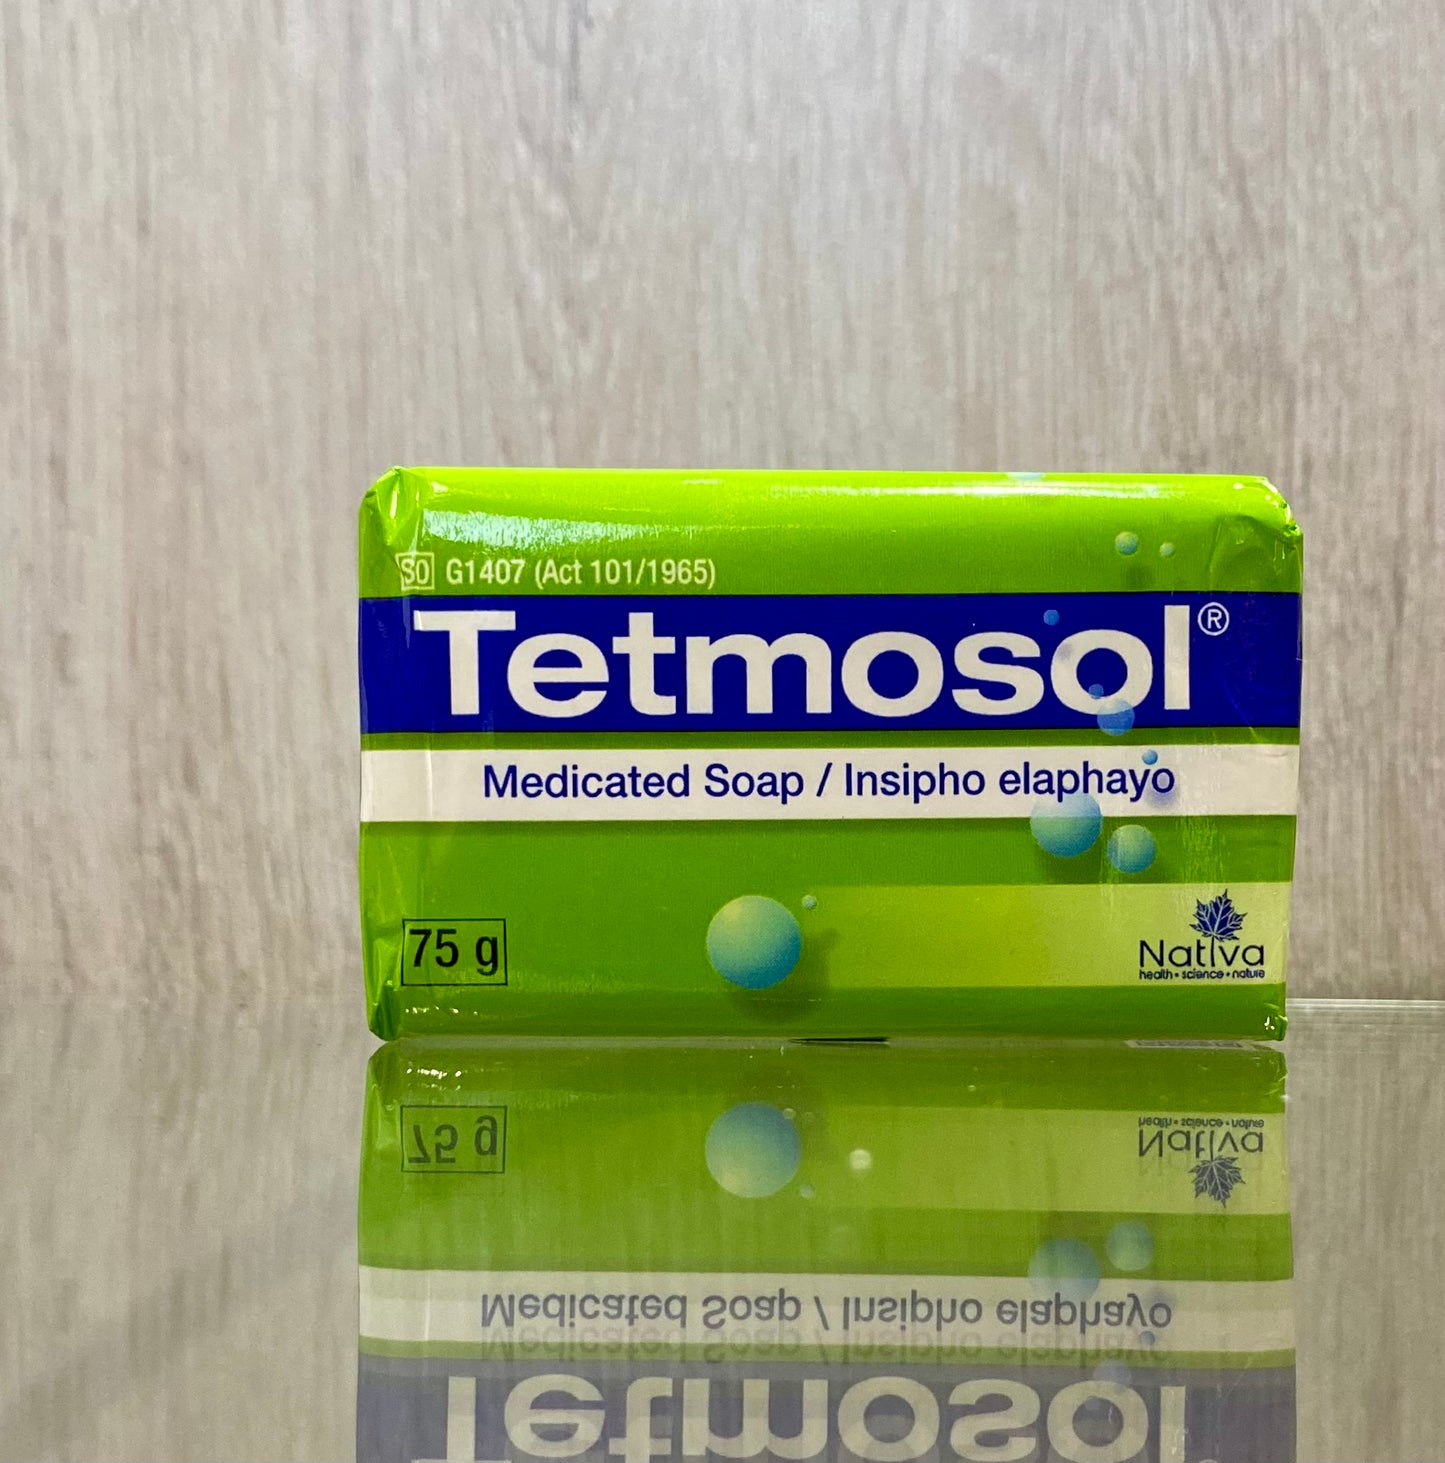 S0 G1407 (Act 101/1965)
Tetmosol®
Medicated Soap / Insipho elaphayo
75 g
Nativa
health • science • nature